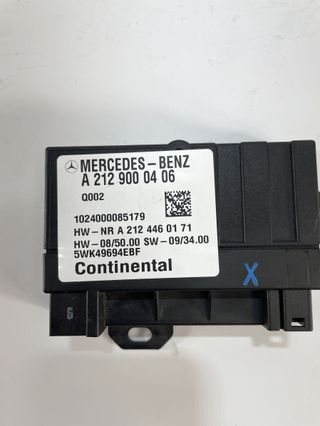 MERCEDES-BENZ
A 212 900 04 06
Q002
1024000085179
HW-NR A 212 446 01 71
HW-08/50.00 SW-09/34.00
5WK49694EBF
Continental
X
6